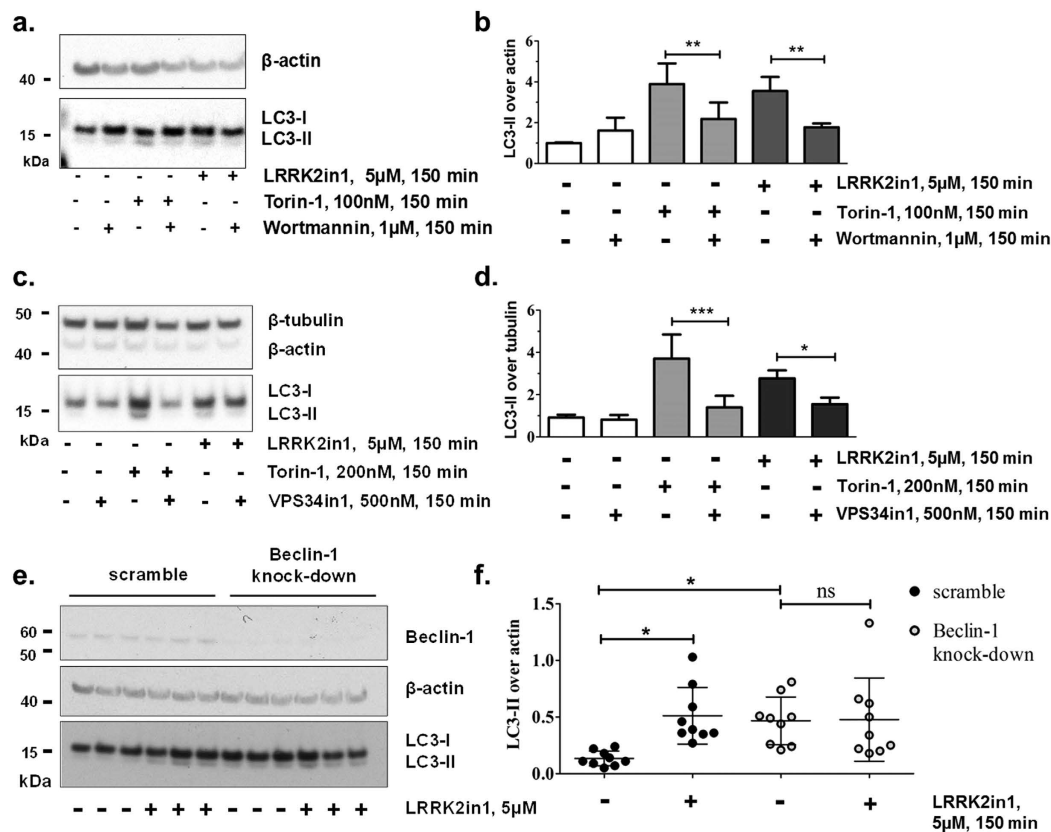 a.
β-actin
40 -
LC3-I
LC3-II
15 -
kDa
- - - - + + LRRK2in1, 5µM, 150 min
- - + + - - Torin-1, 100nM, 150 min
- + - + - + Wortmannin, 1µM, 150 min
b.
LC3-II over actin
6
4
2
0
** **
- - - - + + LRRK2in1, 5µM, 150 min
- - + + - - Torin-1, 100nM, 150 min
- + - + - + Wortmannin, 1µM, 150 min
c.
50 -
β-tubulin
β-actin
40 -
LC3-I
LC3-II
15 -
kDa
- - - - + + LRRK2in1, 5µM, 150 min
- - + + - - Torin-1, 200nM, 150 min
- + - + - + VPS34in1, 500nM, 150 min
d.
LC3-II over tubulin
6
4
2
0
*** *
- - - - + + LRRK2in1, 5µM, 150 min
- - + + - - Torin-1, 200nM, 150 min
- + - + - + VPS34in1, 500nM, 150 min
e.
scramble
Beclin-1
knock-down
60 -
50 -
Beclin-1
β-actin
40 -
LC3-I
LC3-II
15 -
kDa
- - - + + + - - - + + + LRRK2in1, 5µM
f.
LC3-II over actin
1.5
1.0
0.5
0.0
*
*
ns
scramble
Beclin-1
knock-down
- + - + LRRK2in1,
5µM, 150 min